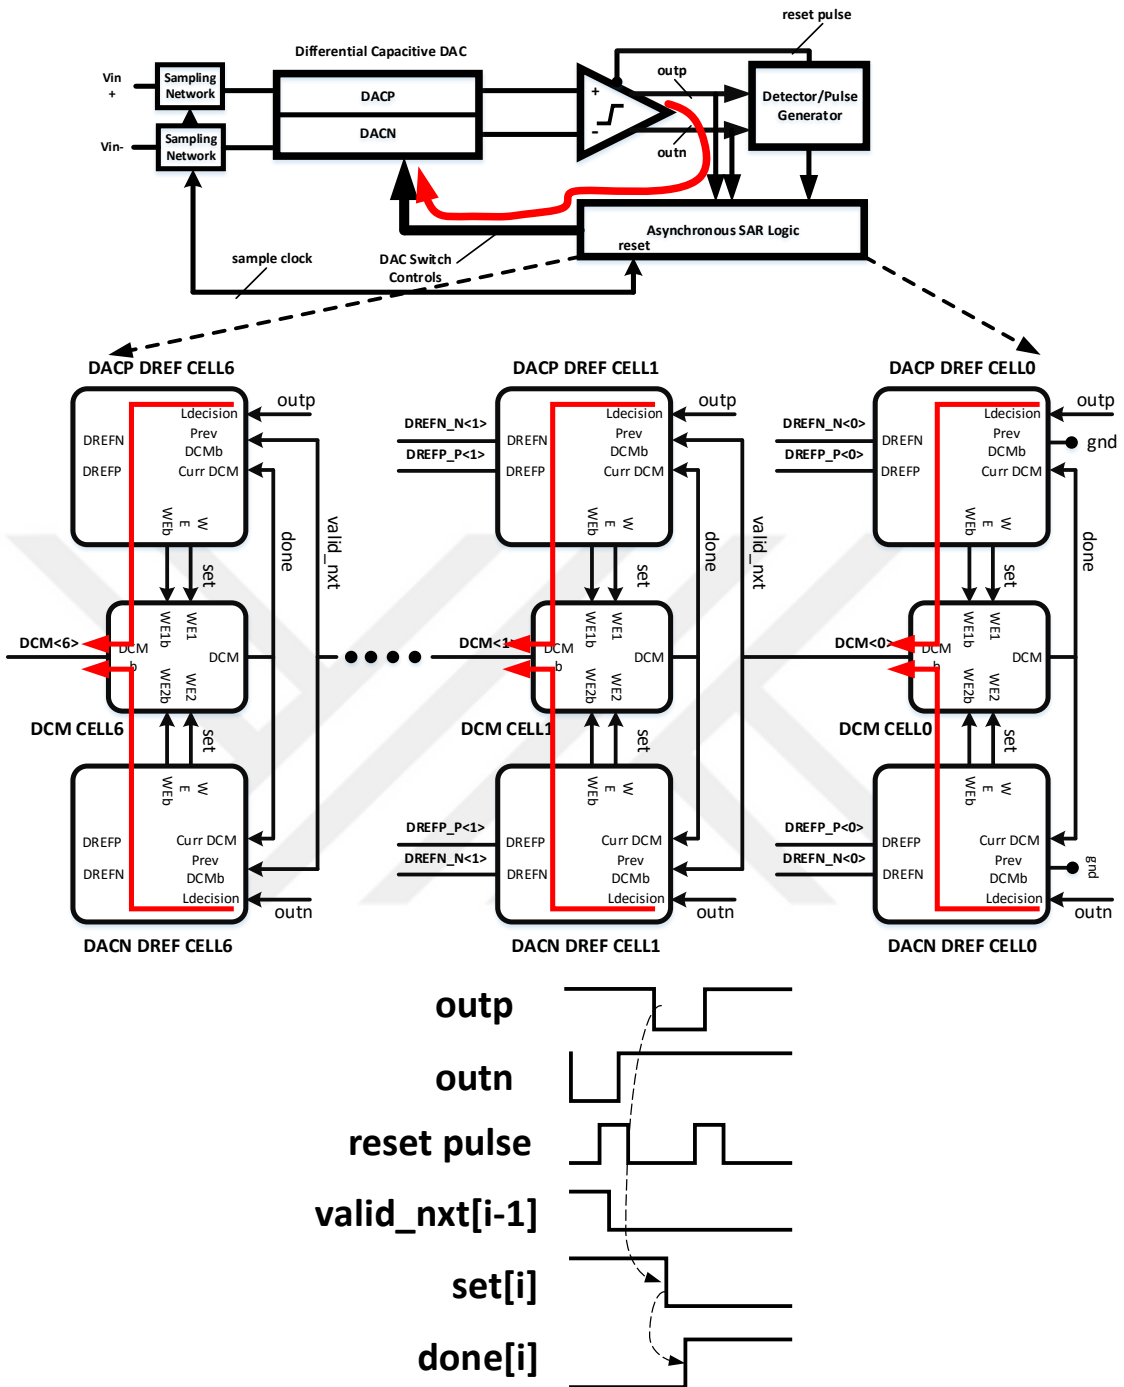 reset pulse
Differential Capacitive DAC
Vin
+
Sampling
Network
DACP
+
outp
Detector/Pulse
Generator
Vin-
Sampling
Network
DACN
-
outn
Asynchronous SAR Logic
reset
sample clock
DAC Switch
Controls
DACP DREF CELL6
DACP DREF CELL1
DACP DREF CELL0
Ldecision
outp
DREFN
Prev
DCMb
DREFP
Curr DCM
WEb
E
W
set
done
valid_nxt
DREFN_N<1>
DREFP_P<1>
Ldecision
outp
DREFN
Prev
DCMb
DREFP
Curr DCM
WEb
E
W
set
done
valid_nxt
DREFN_N<0>
DREFP_P<0>
Ldecision
outp
DREFN
Prev
DCMb
gnd
DREFP
Curr DCM
WEb
E
W
set
done
DCM<6>
DCM
b
WE1b
WE1
DCM
WE2b
WE2
DCM CELL6
set
DCM<1>
DCM
b
WE1b
WE1
DCM
WE2b
WE2
DCM CELL1
set
DCM<0>
DCM
b
WE1b
WE1
DCM
WE2b
WE2
DCM CELL0
set
WEb
E
W
DREFP
Curr DCM
Prev
DCMb
DREFN
Ldecision
outn
DREFP_P<1>
DREFN_N<1>
WEb
E
W
DREFP
Curr DCM
Prev
DCMb
DREFN
Ldecision
outn
DREFP_P<0>
DREFN_N<0>
WEb
E
W
DREFP
Curr DCM
Prev
DCMb
gnd
DREFN
Ldecision
outn
DACN DREF CELL6
DACN DREF CELL1
DACN DREF CELL0
outp
outn
reset pulse
valid_nxt[i-1]
set[i]
done[i]